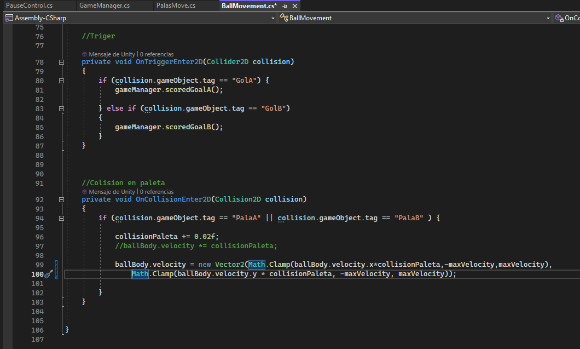 PauseControl.cs GameManager.cs PalasMove.cs BallMovement.cs*
Assembly-CSharp BallMovement OnCo
75
76 //Triger
77
Mensaje de Unity | 0 referencias
78 private void OnTriggerEnter2D(Collider2D collision)
79 {
80 if (collision.gameObject.tag == "GolA") {
81 gameManager.scoredGoalA();
82
83 } else if (collision.gameObject.tag == "GolB")
84 {
85 gameManager.scoredGoalB();
86 }
87 }
88
89
90
91 //Colision en paleta
Mensaje de Unity | 0 referencias
92 private void OnCollisionEnter2D(Collision2D collision)
93 {
94 if (collision.gameObject.tag == "PalaA" || collision.gameObject.tag == "PalaB" ) {
95
96 collisionPaleta += 0.02f;
97 //ballBody.velocity *= collisionPaleta;
98
99 ballBody.velocity = new Vector2(Math.Clamp(ballBody.velocity.x*collisionPaleta,-maxVelocity,maxVelocity),
100 Math.Clamp(ballBody.velocity.y * collisionPaleta, -maxVelocity, maxVelocity));
101
102 }
103 }
104
105
106 }
107